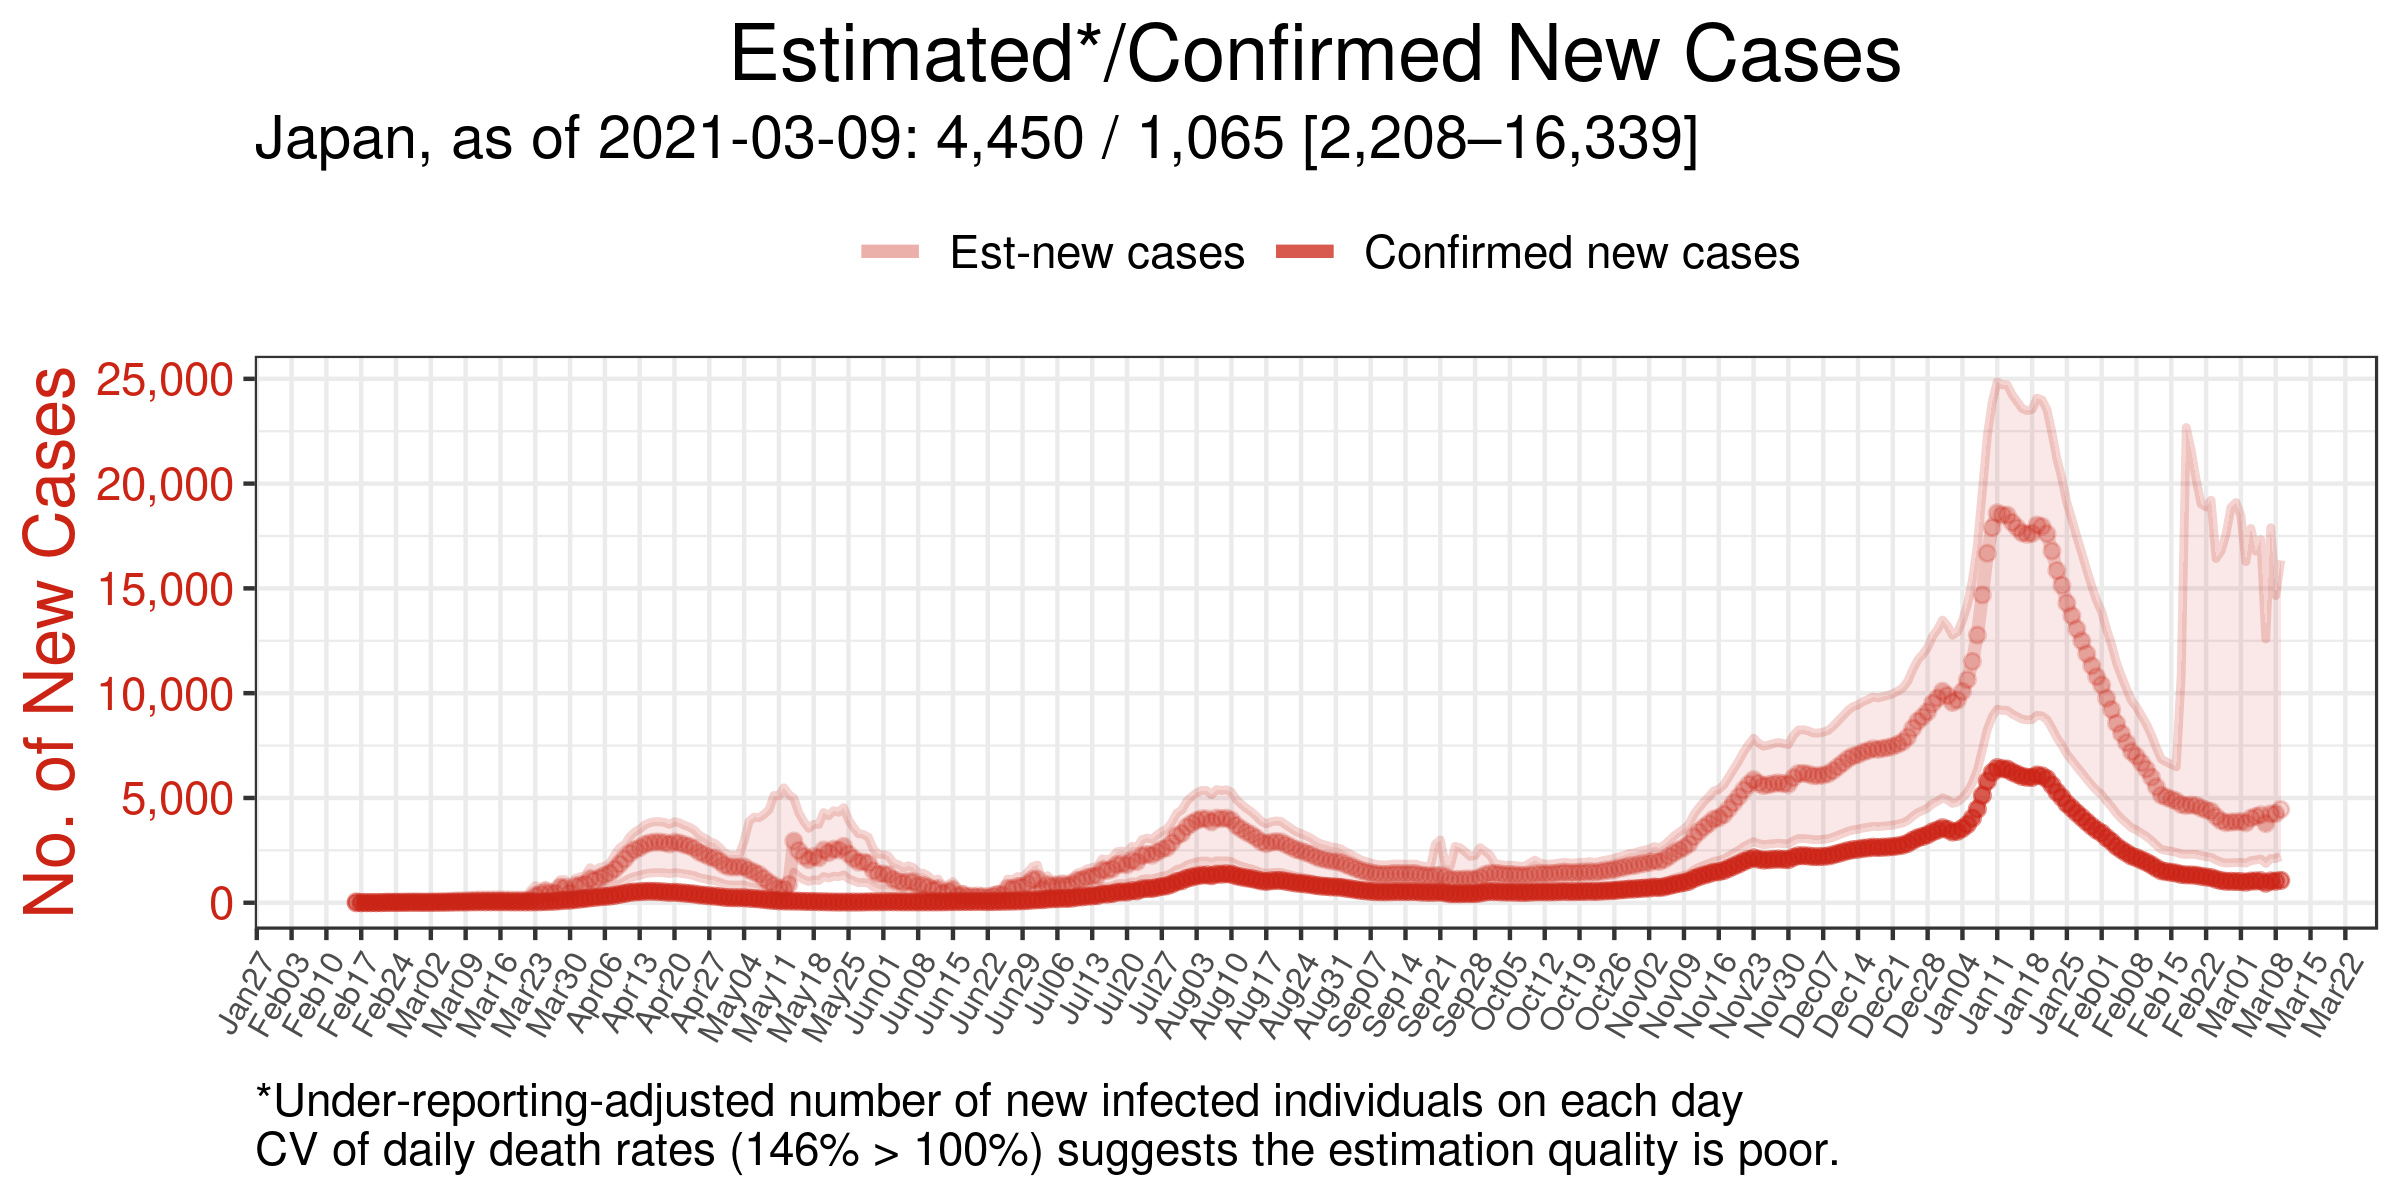 Estimated*/Confirmed New Cases
Japan, as of 2021-03-09: 4,450 / 1,065 [2,208–16,339]
Est-new cases Confirmed new cases
No. of New Cases
25,000
20,000
15,000
10,000
5,000
0
Jan27 Feb03 Feb10 Feb17 Feb24 Mar02 Mar09 Mar16 Mar23 Mar30 Apr06 Apr13 Apr20 Apr27 May04 May11 May18 May25 Jun01 Jun08 Jun15 Jun22 Jun29 Jul06 Jul13 Jul20 Jul27 Aug03 Aug10 Aug17 Aug24 Aug31 Sep07 Sep14 Sep21 Sep28 Oct05 Oct12 Oct19 Oct26 Nov02 Nov09 Nov16 Nov23 Nov30 Dec07 Dec14 Dec21 Dec28 Jan04 Jan11 Jan18 Jan25 Feb01 Feb08 Feb15 Feb22 Mar01 Mar08 Mar15 Mar22
*Under-reporting-adjusted number of new infected individuals on each day
CV of daily death rates (146% > 100%) suggests the estimation quality is poor.